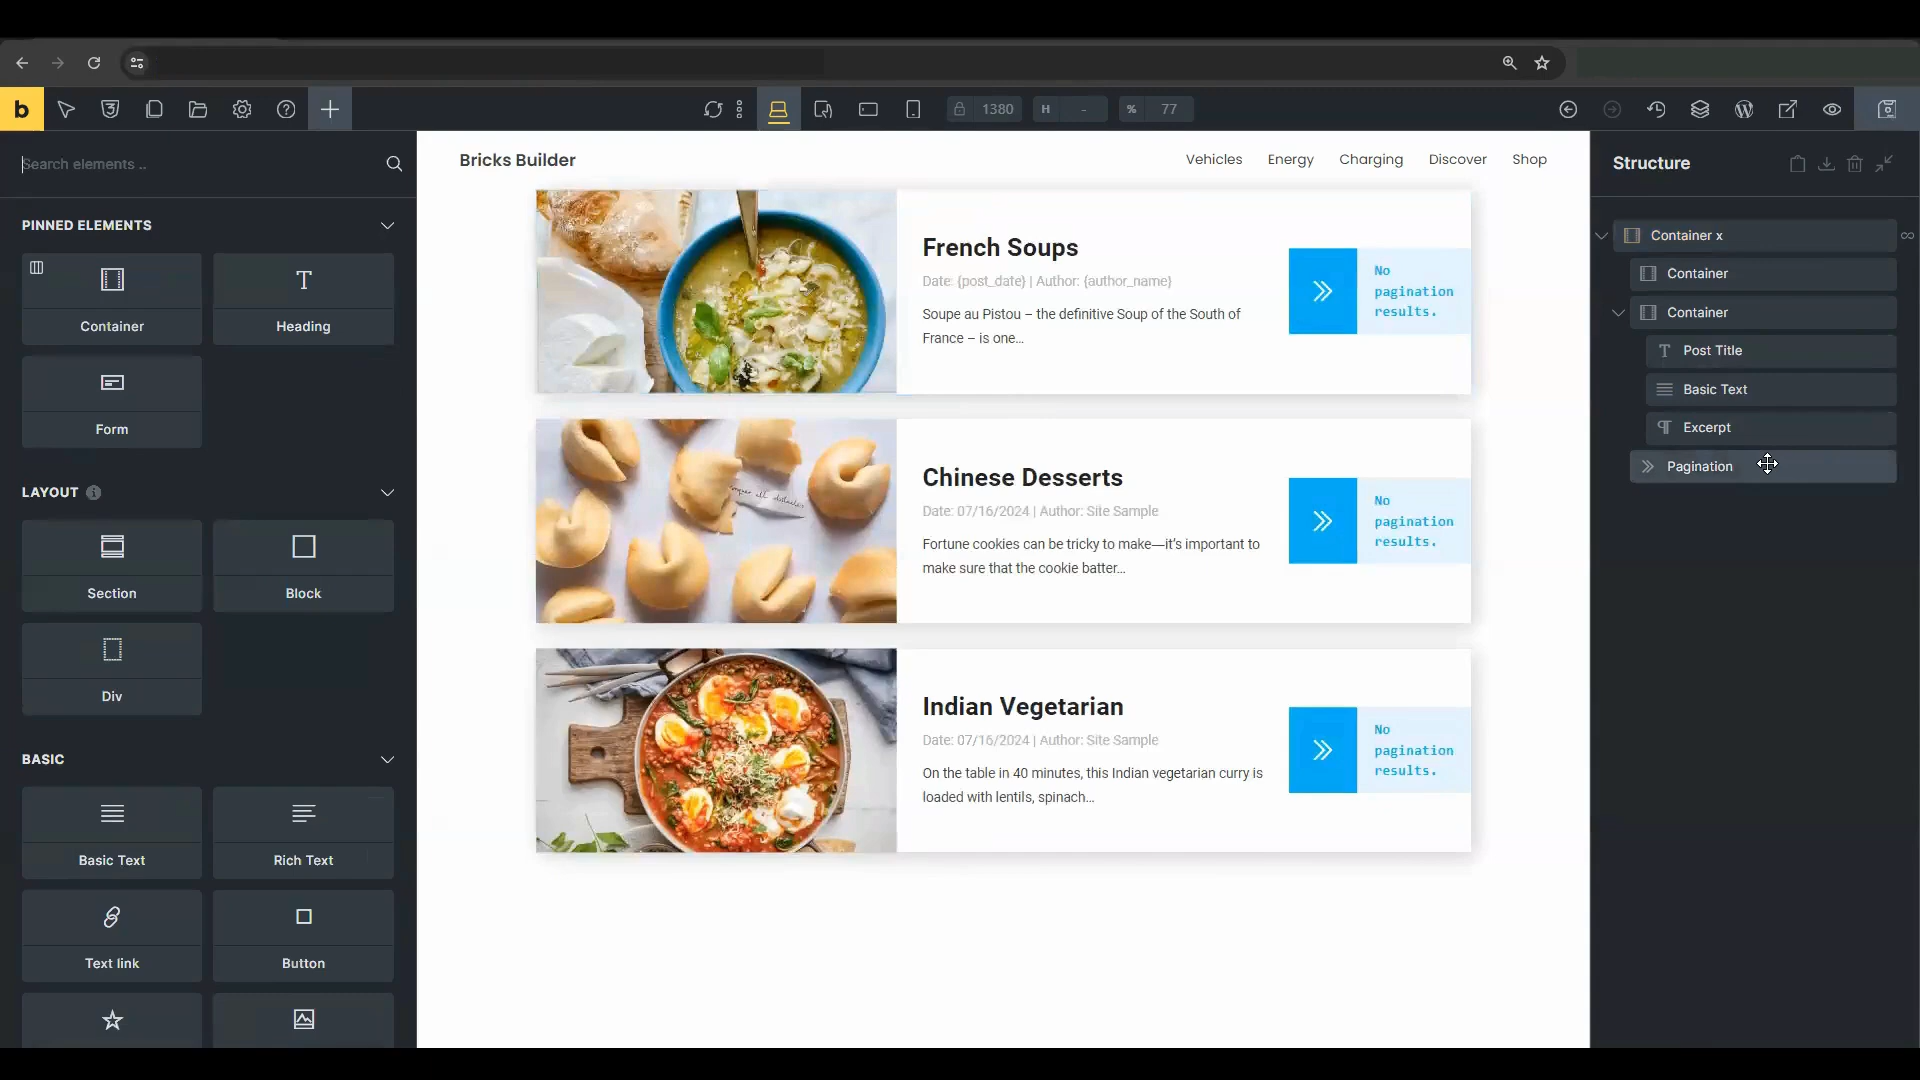 b
1380
H
-
%
77
Search elements ..
PINNED ELEMENTS
Container
Heading
Form
LAYOUT
Section
Block
Div
BASIC
Basic Text
Rich Text
Text link
Button
Bricks Builder
Vehicles
Energy
Charging
Discover
Shop
French Soups
Date: {post_date} | Author: {author_name}
Soupe au Pistou – the definitive Soup of the South of
France – is one…
No
pagination
results.
Chinese Desserts
Date: 07/16/2024 | Author: Site Sample
Fortune cookies can be tricky to make—it's important to
make sure that the cookie batter…
No
pagination
results.
Indian Vegetarian
Date: 07/16/2024 | Author: Site Sample
On the table in 40 minutes, this Indian vegetarian curry is
loaded with lentils, spinach…
No
pagination
results.
Structure
Container x
Container
Container
Post Title
Basic Text
Excerpt
Pagination